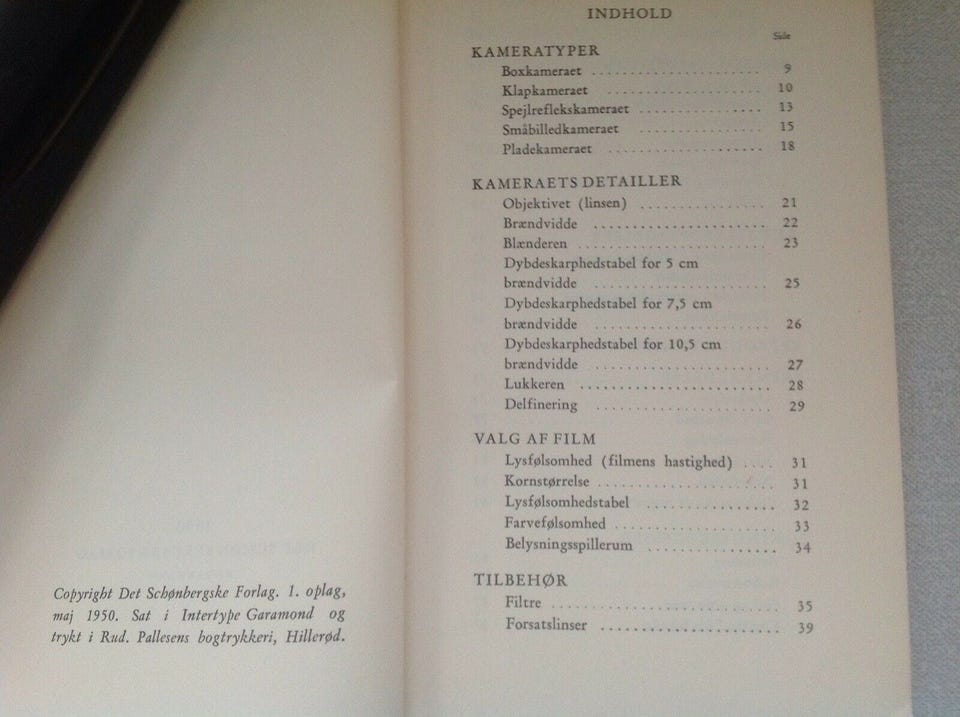 Copyright Det Schønbergske Forlag. 1. oplag,
maj 1950. Sat i Intertype Garamond og
trykt i Rud. Pallesens bogtrykkeri, Hillerød.
INDHOLD
Side
KAMERATYPER
Boxkameraet .................... 9
Klapkameraet .................... 10
Spejlreflekskameraet .............. 13
Småbilledkameraet .............. 15
Pladekameraet .................... 18
KAMERAETS DETAILLER
Objektivet (linsen) ................ 21
Brændvidde ...................... 22
Blænderen ...................... 23
Dybdeskarphedstabel for 5 cm
brændvidde .................... 25
Dybdeskarphedstabel for 7,5 cm
brændvidde .................... 26
Dybdeskarphedstabel for 10,5 cm
brændvidde .................... 27
Lukkeren ...................... 28
Delfinering .................... 29
VALG AF FILM
Lysfølsomhed (filmens hastighed) .... 31
Kornstørrelse .................... 31
Lysfølsomhedstabel ................ 32
Farvefølsomhed .................... 33
Belysningsspillerum ................ 34
TILBEHØR
Filtre .......................... 35
Forsatslinser ...................... 39